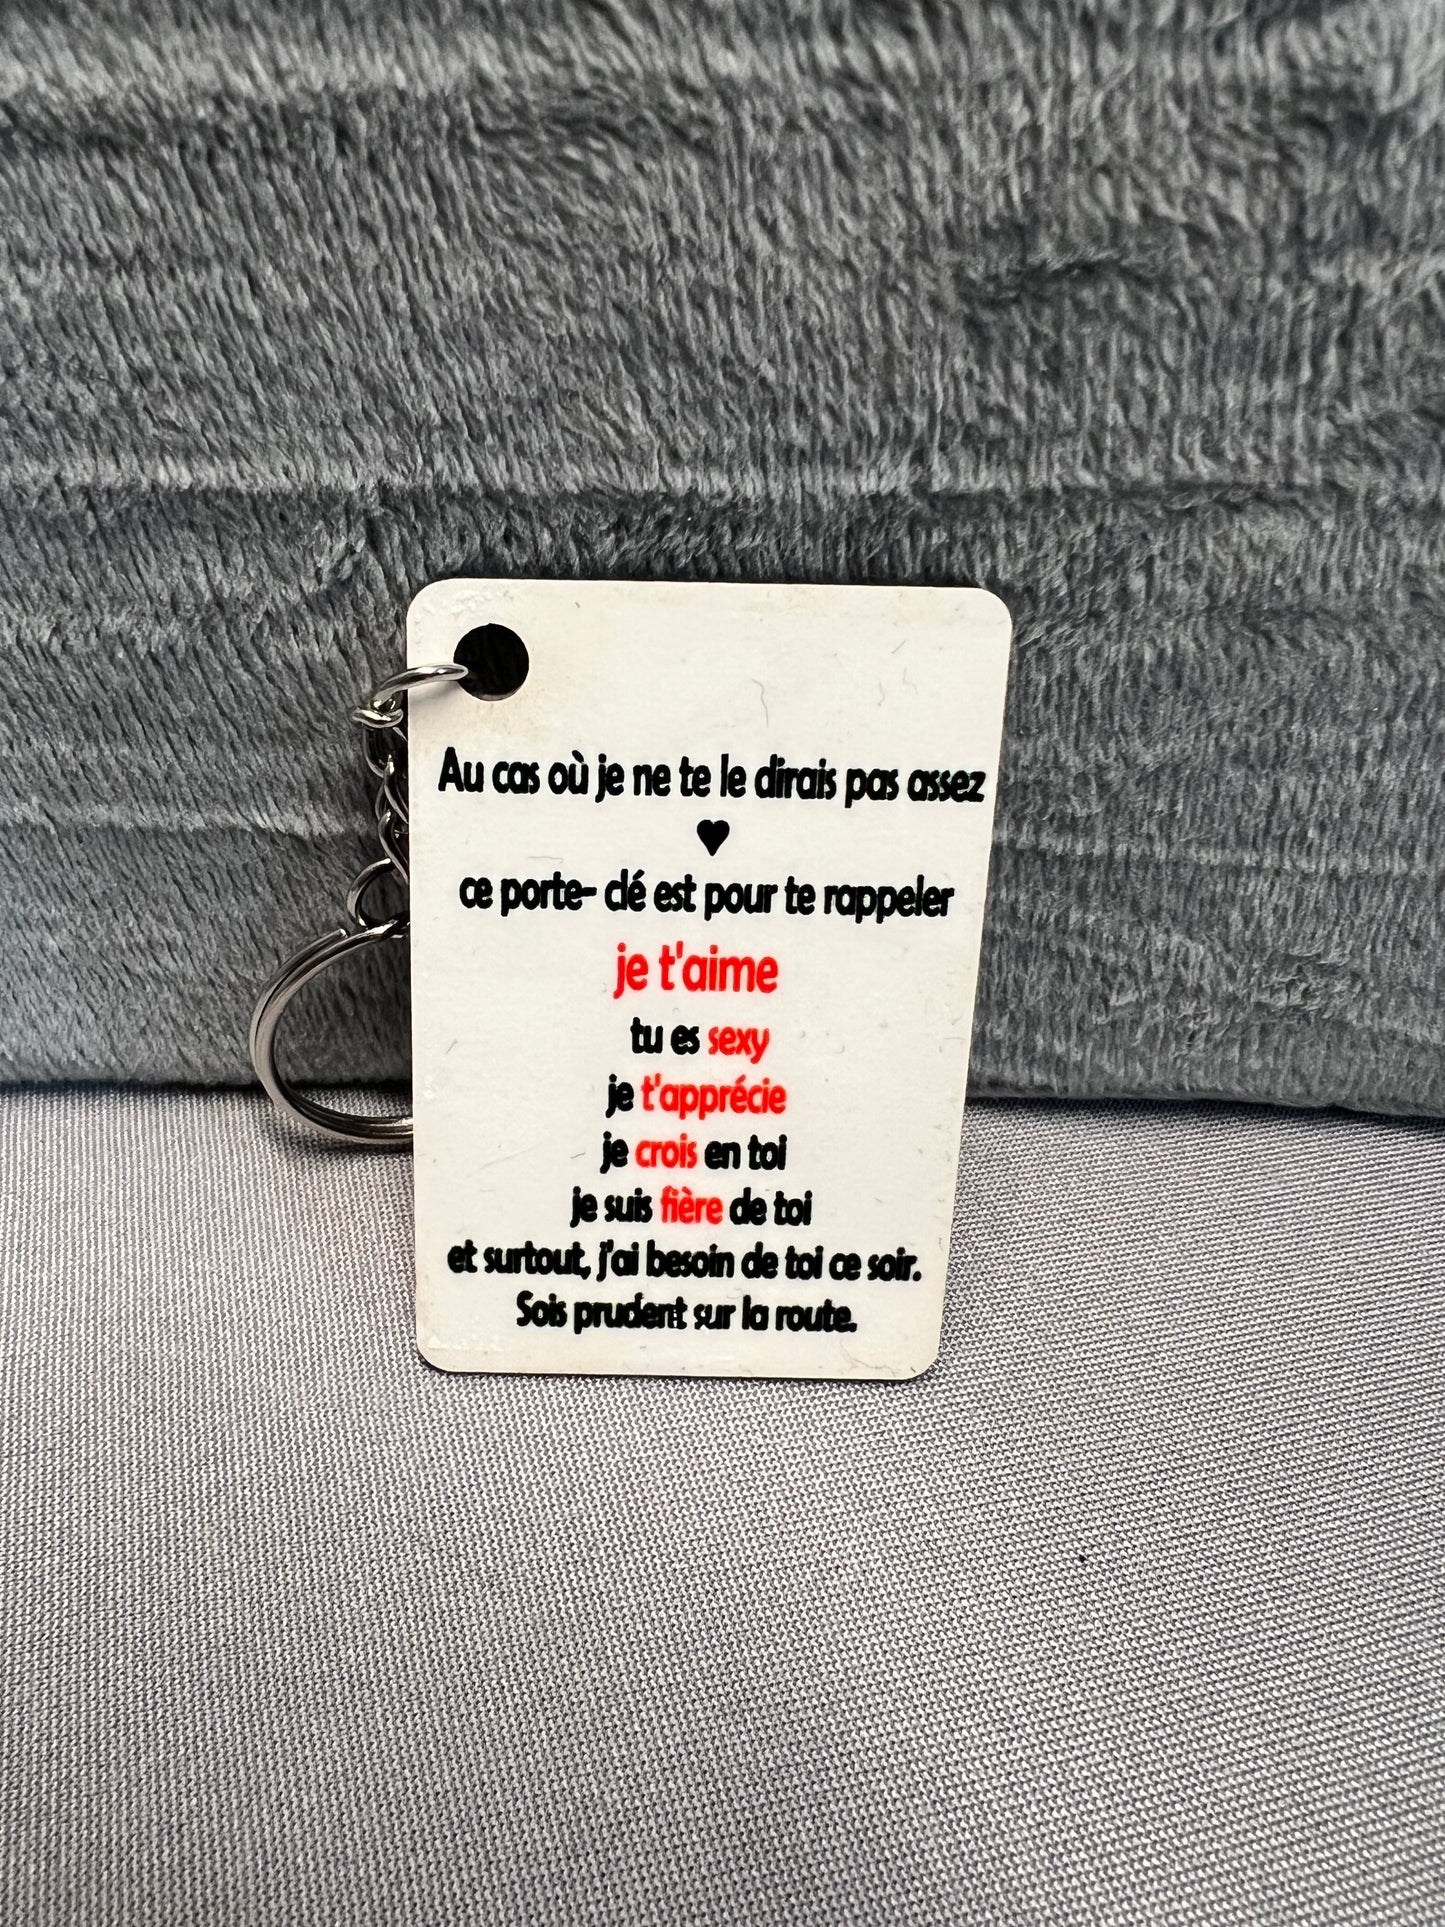 Au cas où je ne te le dirais pas assez
♥
ce porte- clé est pour te rappeler
je t'aime
tu es sexy
je t'apprécie
je crois en toi
je suis fière de toi
et surtout, j'ai besoin de toi ce soir.
Sois prudent sur la route.